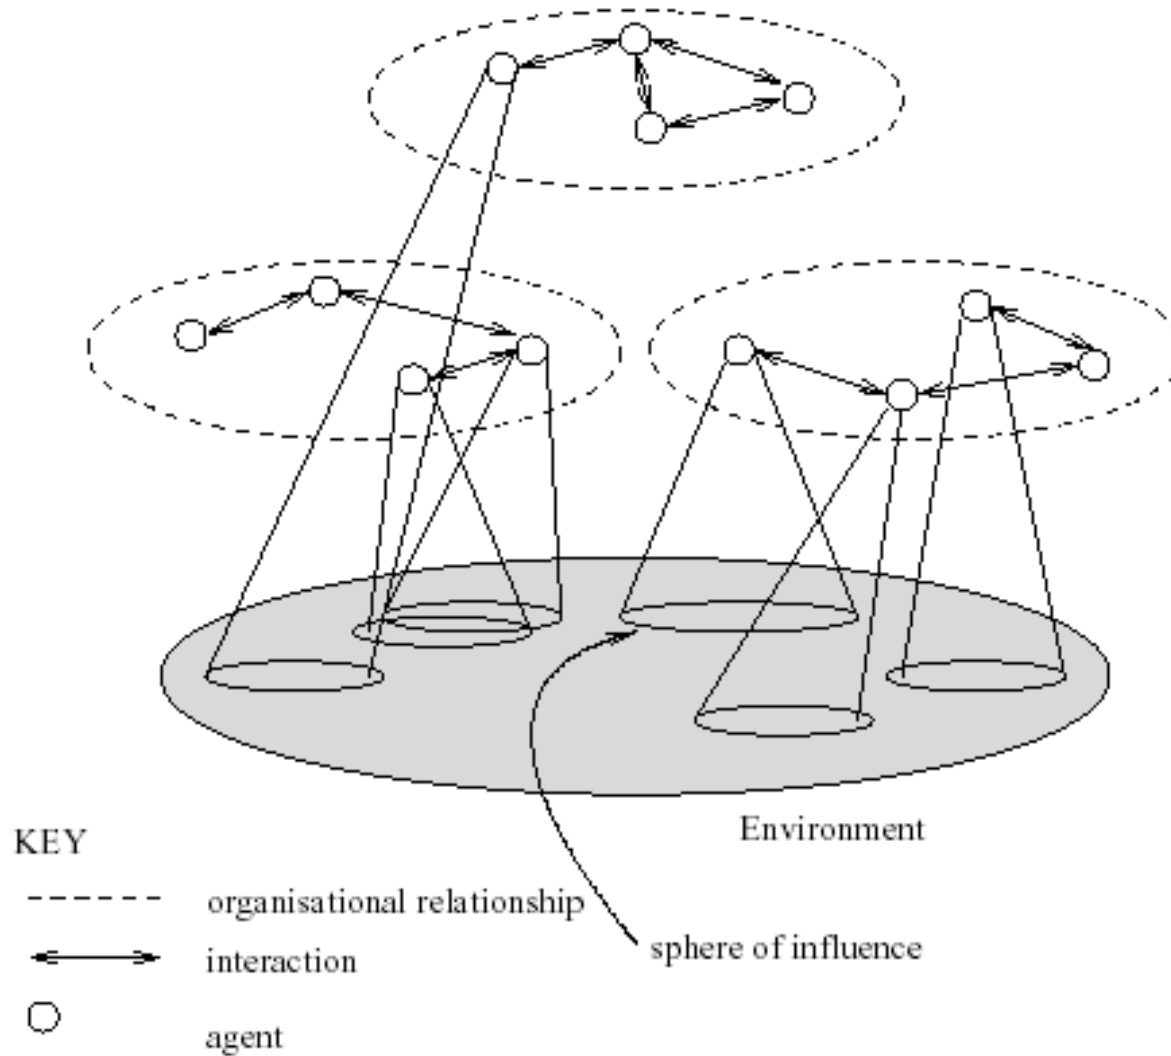 Environment
KEY
organisational relationship
interaction
agent
sphere of influence